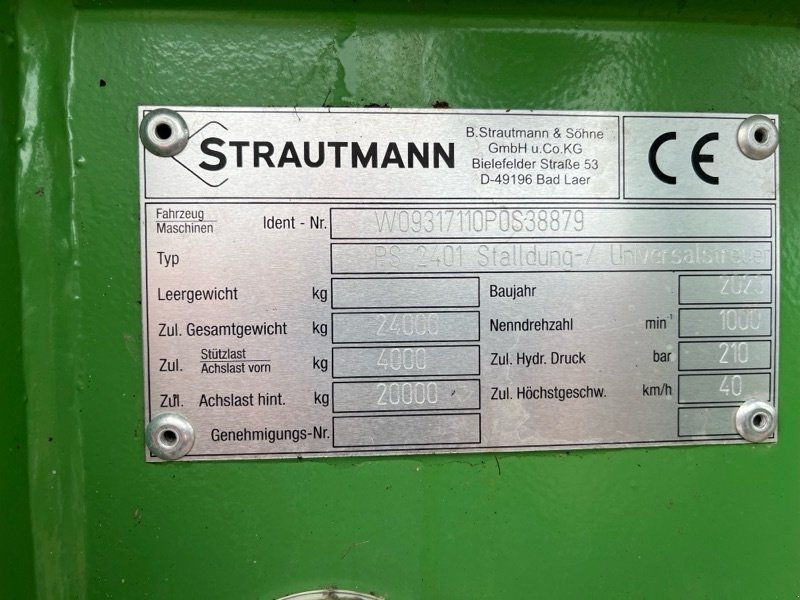 STRAUTMANN
B.Strautmann & Söhne
GmbH u.Co.KG
Bielefelder Straße 53
D-49196 Bad Laer
CE
Fahrzeug
Maschinen
Ident - Nr. W09317110P0S38879
Typ PS 2401 Stalldung-/ Universalstreuer
Leergewicht kg
Baujahr 2023
Zul. Gesamtgewicht kg 24000
Nenndrehzahl min⁻¹ 1000
Zul. Stützlast
Achslast vorn kg 4000
Zul. Hydr. Druck bar 210
Zul. Achslast hint. kg 20000
Zul. Höchstgeschw. km/h 40
Genehmigungs-Nr.